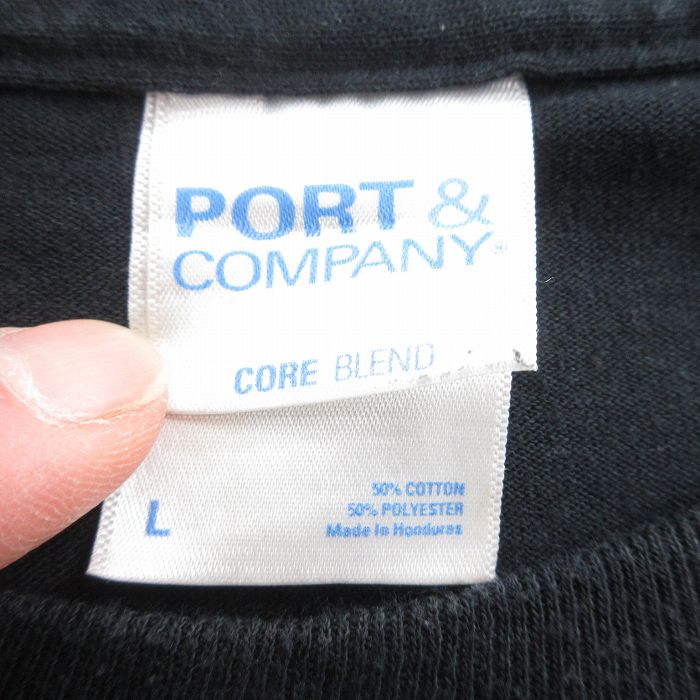 PORT &
COMPANY®
CORE BLEND
L
50% COTTON
50% POLYESTER
Made in Honduras